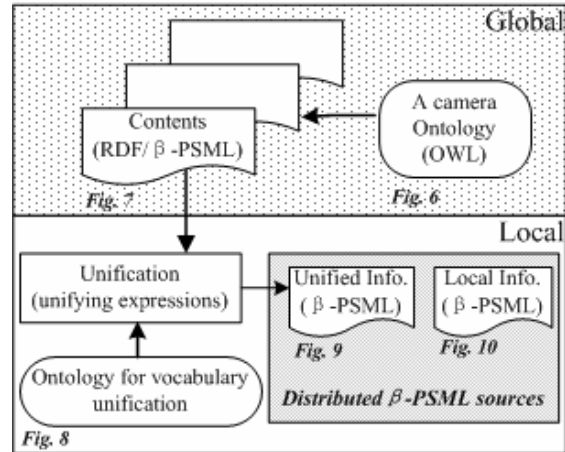 Global
Contents
(RDF/β-PSML)
Fig. 7
A camera
Ontology
(OWL)
Fig. 6
Local
Unification
(unifying expressions)
Unified Info.
(β-PSML)
Fig. 9
Local Info.
(β-PSML)
Fig. 10
Ontology for vocabulary
unification
Distributed β-PSML sources
Fig. 8